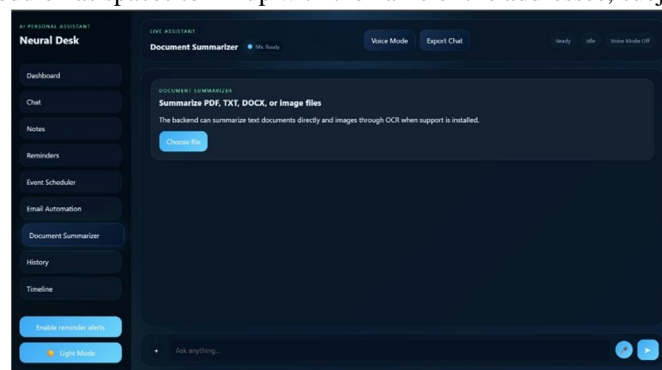 AI PERSONAL ASSISTANT
Neural Desk
Dashboard
Chat
Notes
Reminders
Event Scheduler
Email Automation
Document Summarizer
History
Timeline
Enable reminder alerts
Light Mode
LIVE ASSISTANT
Document Summarizer
Mic Ready
Voice Mode
Export Chat
Ready
Idle
Voice Mode Off
DOCUMENT SUMMARIZER
Summarize PDF, TXT, DOCX, or image files
The backend can summarize text documents directly and images through OCR when support is installed.
Choose file
+
Ask anything...